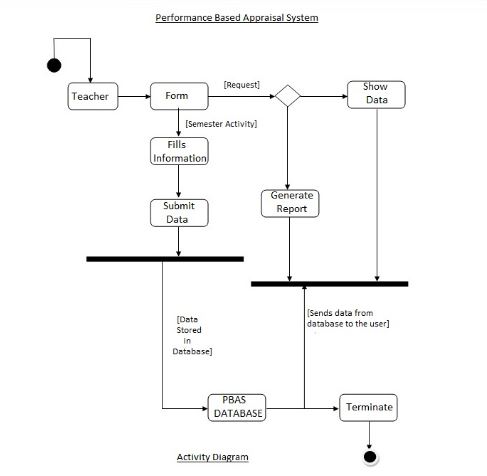 Performance Based Appraisal System
Teacher
Form
[Request]
Show
Data
[Semester Activity]
Fills
Information
Generate
Report
Submit
Data
[Data
Stored
in
Database]
[Sends data from
database to the user]
PBAS
DATABASE
Terminate
Activity Diagram